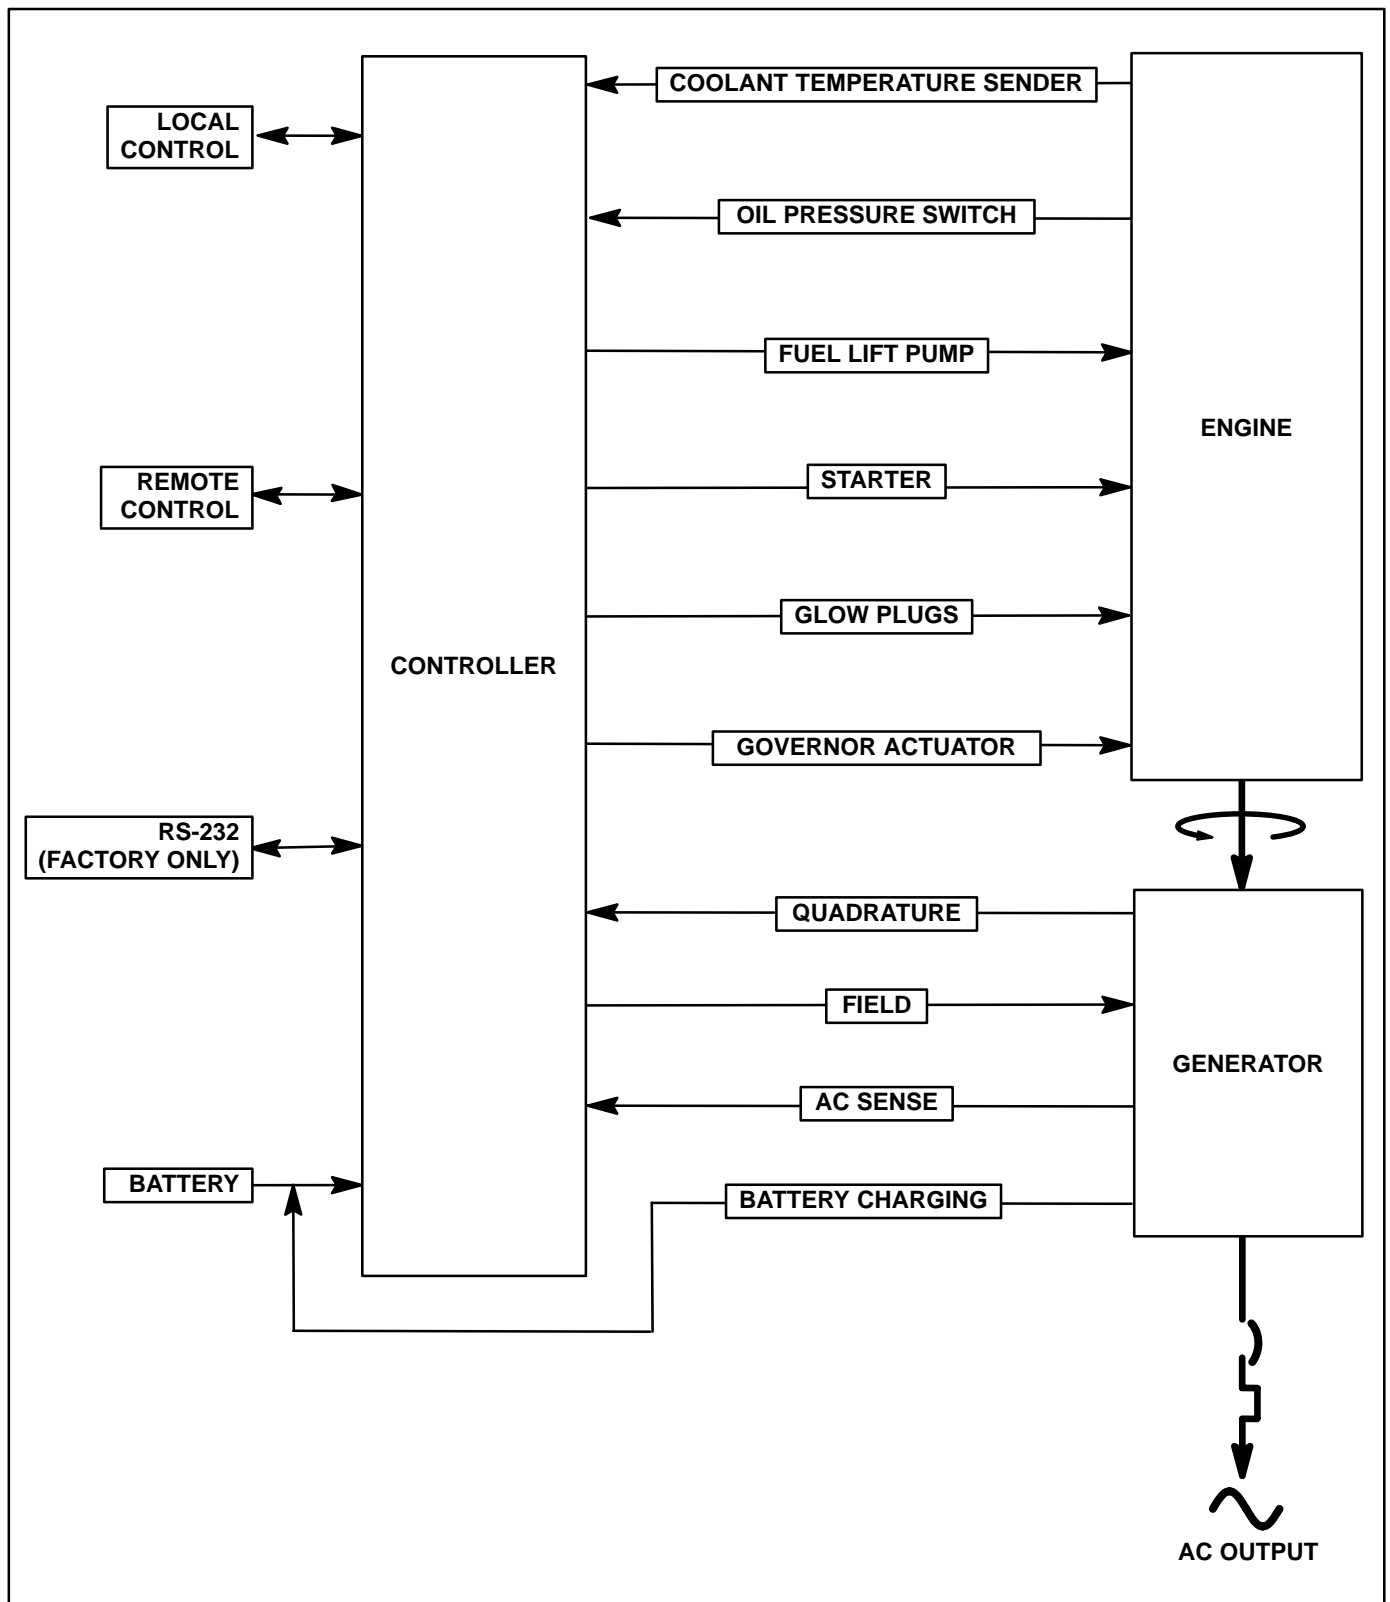 COOLANT TEMPERATURE SENDER
LOCAL
CONTROL
OIL PRESSURE SWITCH
FUEL LIFT PUMP
ENGINE
REMOTE
CONTROL
STARTER
GLOW PLUGS
CONTROLLER
GOVERNOR ACTUATOR
RS-232
(FACTORY ONLY)
QUADRATURE
FIELD
GENERATOR
AC SENSE
BATTERY
BATTERY CHARGING
AC OUTPUT